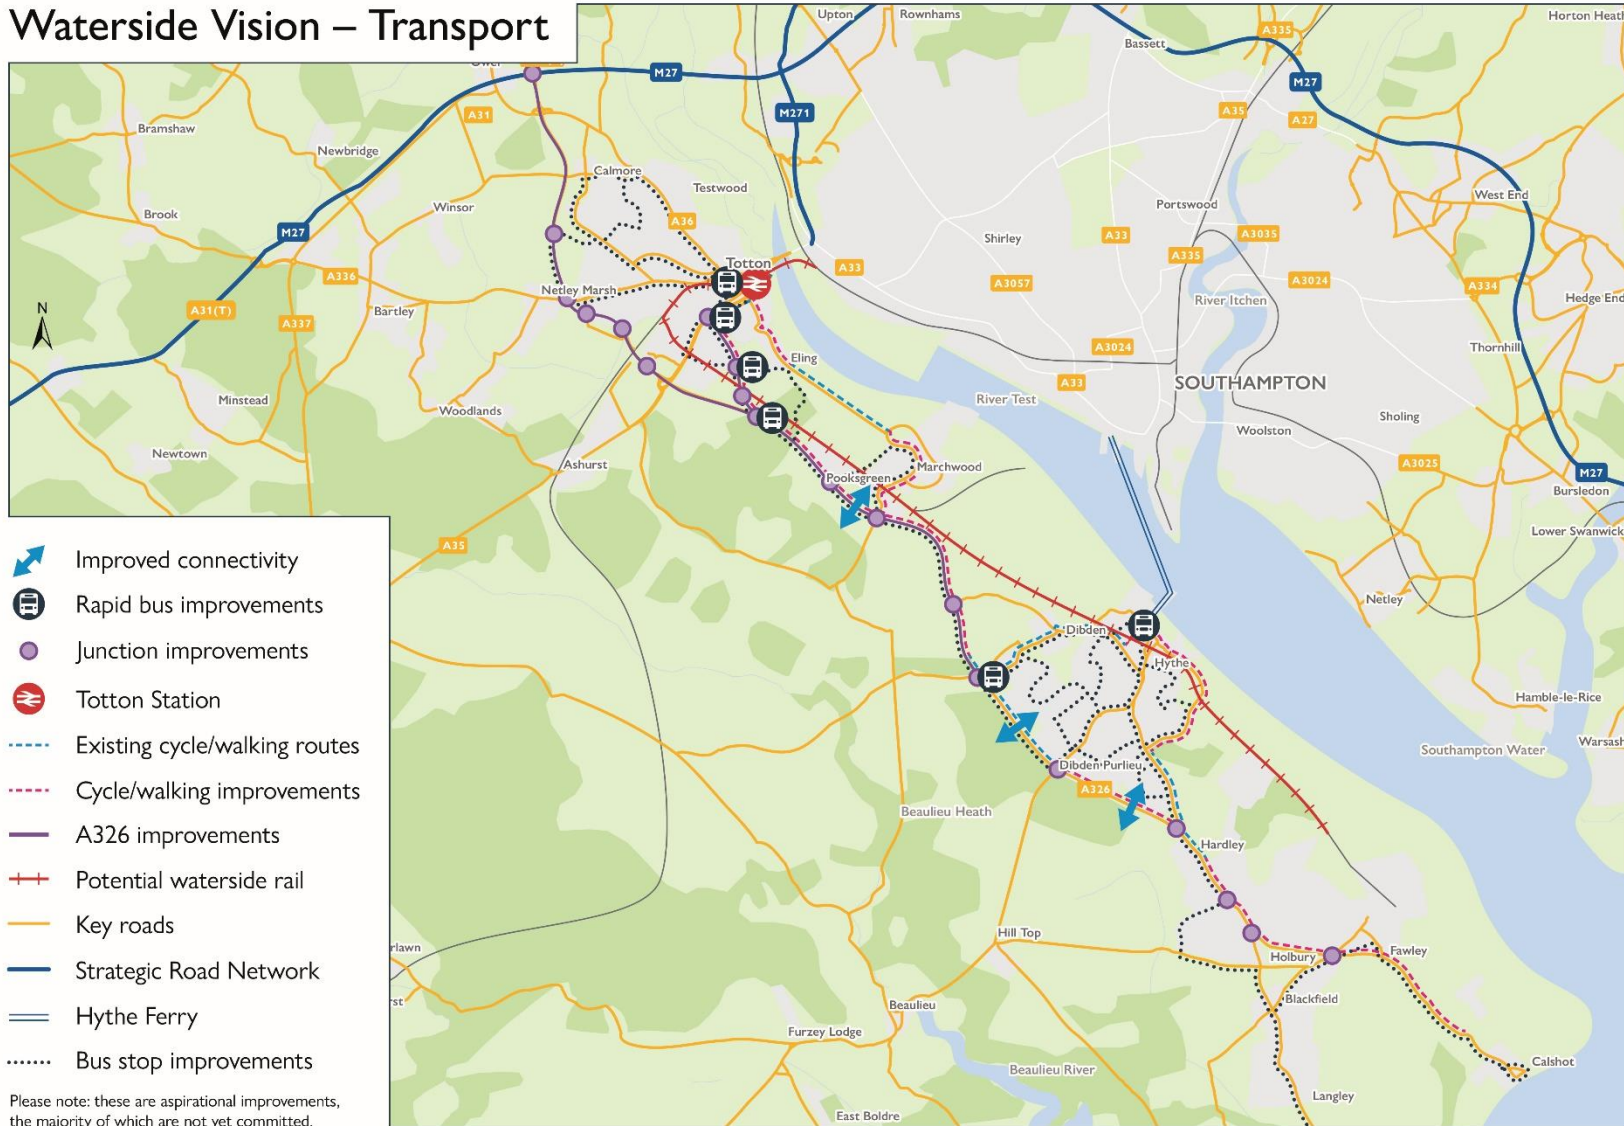 Waterside Vision – Transport
Upton
Rownhams
Bassett
A335
Horton Heath
Ower
M27
M27
A31
M271
A35
A27
Bramshaw
Newbridge
Calmore
Testwood
West End
Brook
Winsor
A36
Portswood
M27
Shirley
A33
A3035
A335
Totton
A33
A336
Netley Marsh
A3057
A3024
A334
N
A31(T)
A337
Bartley
River Itchen
Hedge End
A3024
Thornhill
Eling
A33
SOUTHAMPTON
Minstead
Woodlands
River Test
Sholing
Woolston
Newtown
Ashurst
Marchwood
A3025
M27
Pooksgreen
Bursledon
A35
Lower Swanwick
Improved connectivity
Rapid bus improvements
Netley
Dibden
Junction improvements
Hythe
Totton Station
Hamble-le-Rice
Existing cycle/walking routes
Southampton Water
Warsash
Dibden Purlieu
Cycle/walking improvements
A326
Beaulieu Heath
A326 improvements
Hardley
Potential waterside rail
Key roads
Hill Top
rlawn
Holbury
Fawley
Strategic Road Network
rst
Beaulieu
Blackfield
Hythe Ferry
Furzey Lodge
Bus stop improvements
Beaulieu River
Calshot
Please note: these are aspirational improvements,
the majority of which are not yet committed.
Langley
East Boldre